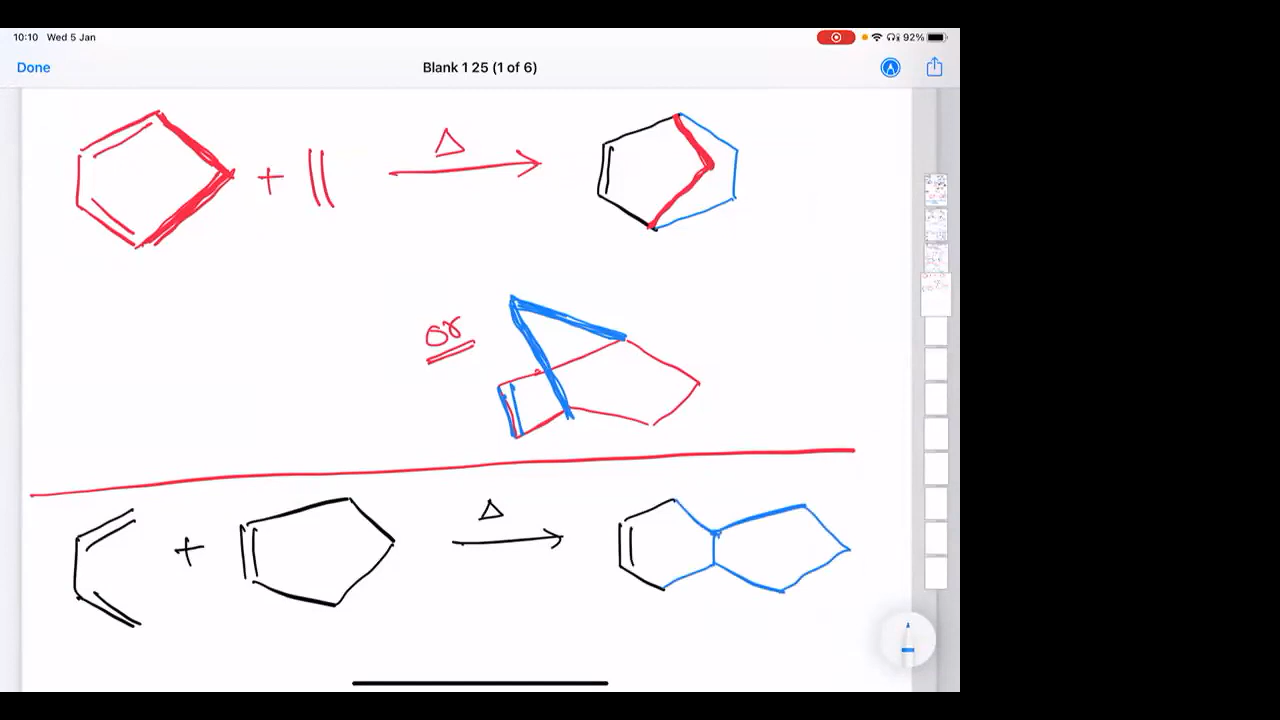 10:10 Wed 5 Jan
92%
Done
Blank 1 25 (1 of 6)
+
Δ
or
+
Δ